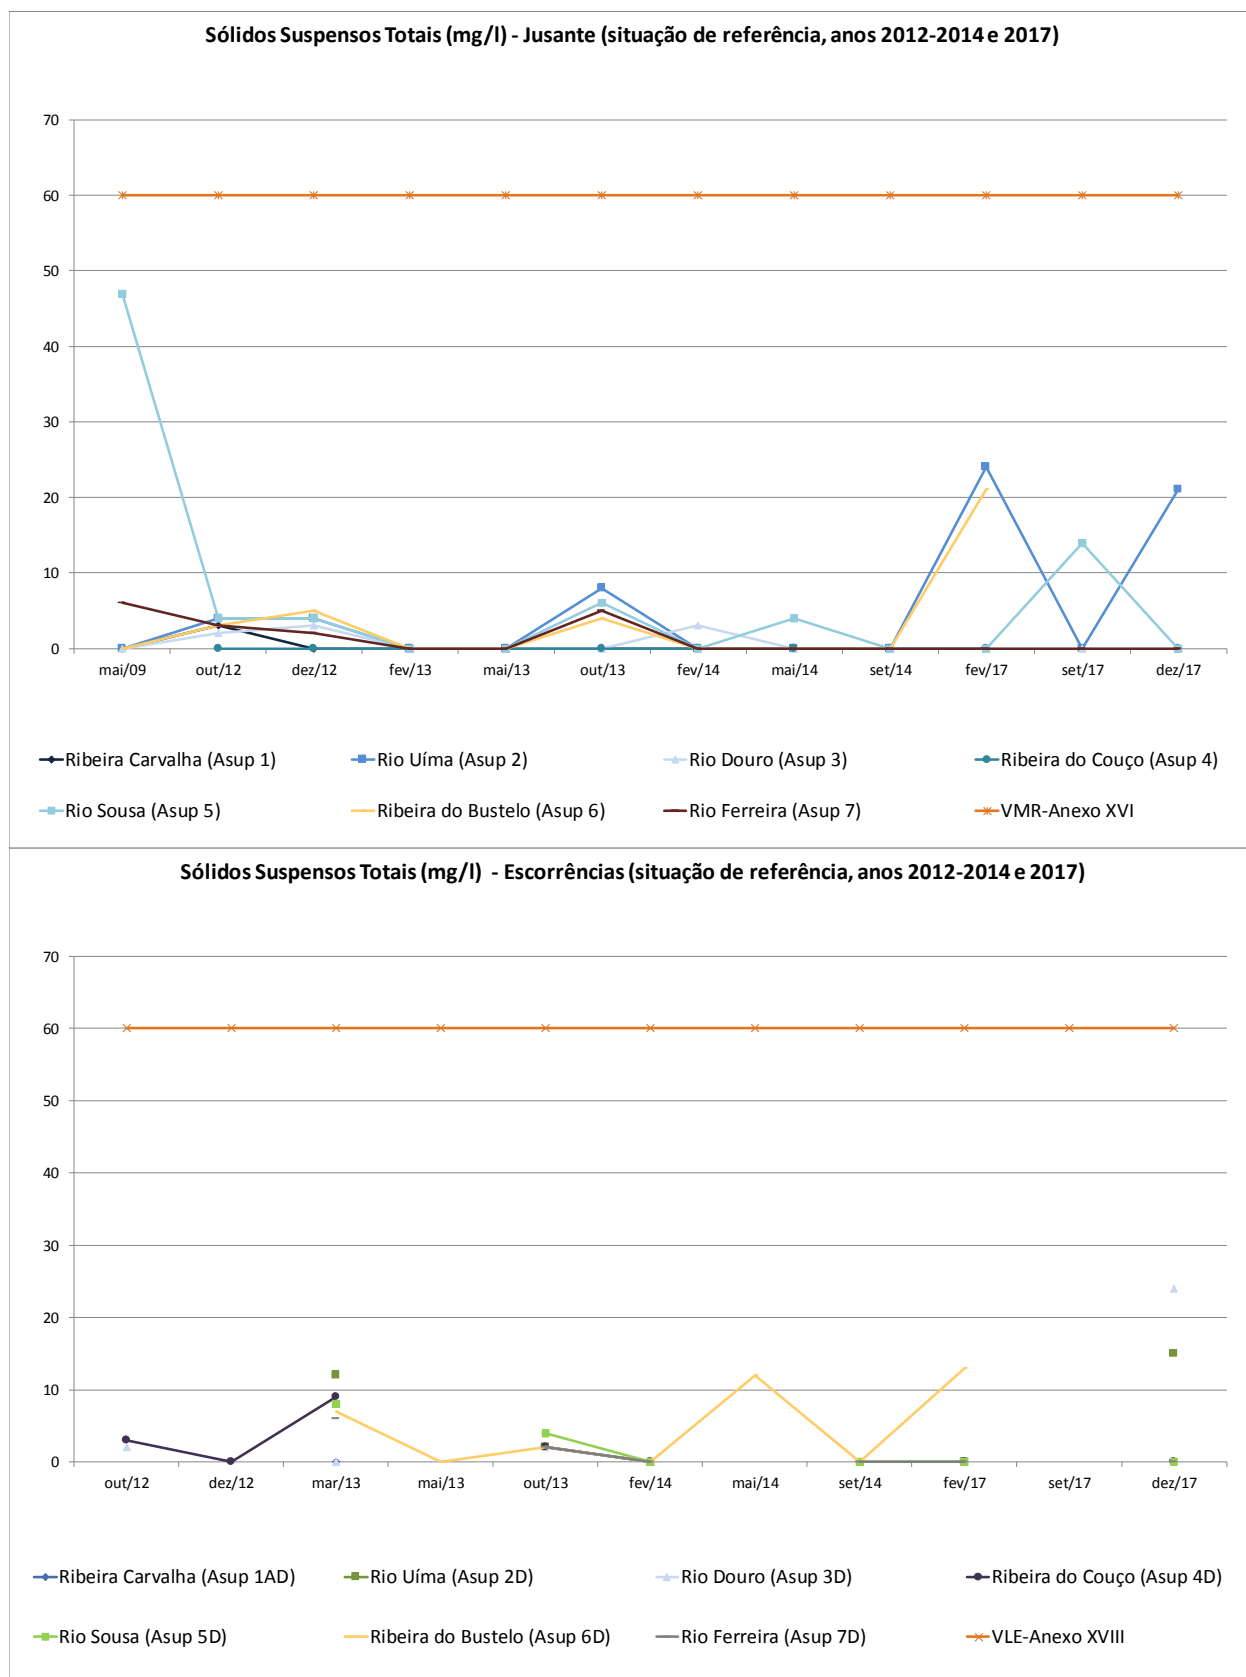 Sólidos Suspensos Totais (mg/l) - Jusante (situação de referência, anos 2012-2014 e 2017)
70
60
50
40
30
20
10
0
mai/09 out/12 dez/12 fev/13 mai/13 out/13 fev/14 mai/14 set/14 fev/17 set/17 dez/17
Ribeira Carvalha (Asup 1) Rio Uíma (Asup 2) Rio Douro (Asup 3) Ribeira do Couço (Asup 4)
Rio Sousa (Asup 5) Ribeira do Bustelo (Asup 6) Rio Ferreira (Asup 7) VMR-Anexo XVI
Sólidos Suspensos Totais (mg/l) - Escorrências (situação de referência, anos 2012-2014 e 2017)
70
60
50
40
30
20
10
0
out/12 dez/12 mar/13 mai/13 out/13 fev/14 mai/14 set/14 fev/17 set/17 dez/17
Ribeira Carvalha (Asup 1AD) Rio Uíma (Asup 2D) Rio Douro (Asup 3D) Ribeira do Couço (Asup 4D)
Rio Sousa (Asup 5D) Ribeira do Bustelo (Asup 6D) Rio Ferreira (Asup 7D) VLE-Anexo XVIII